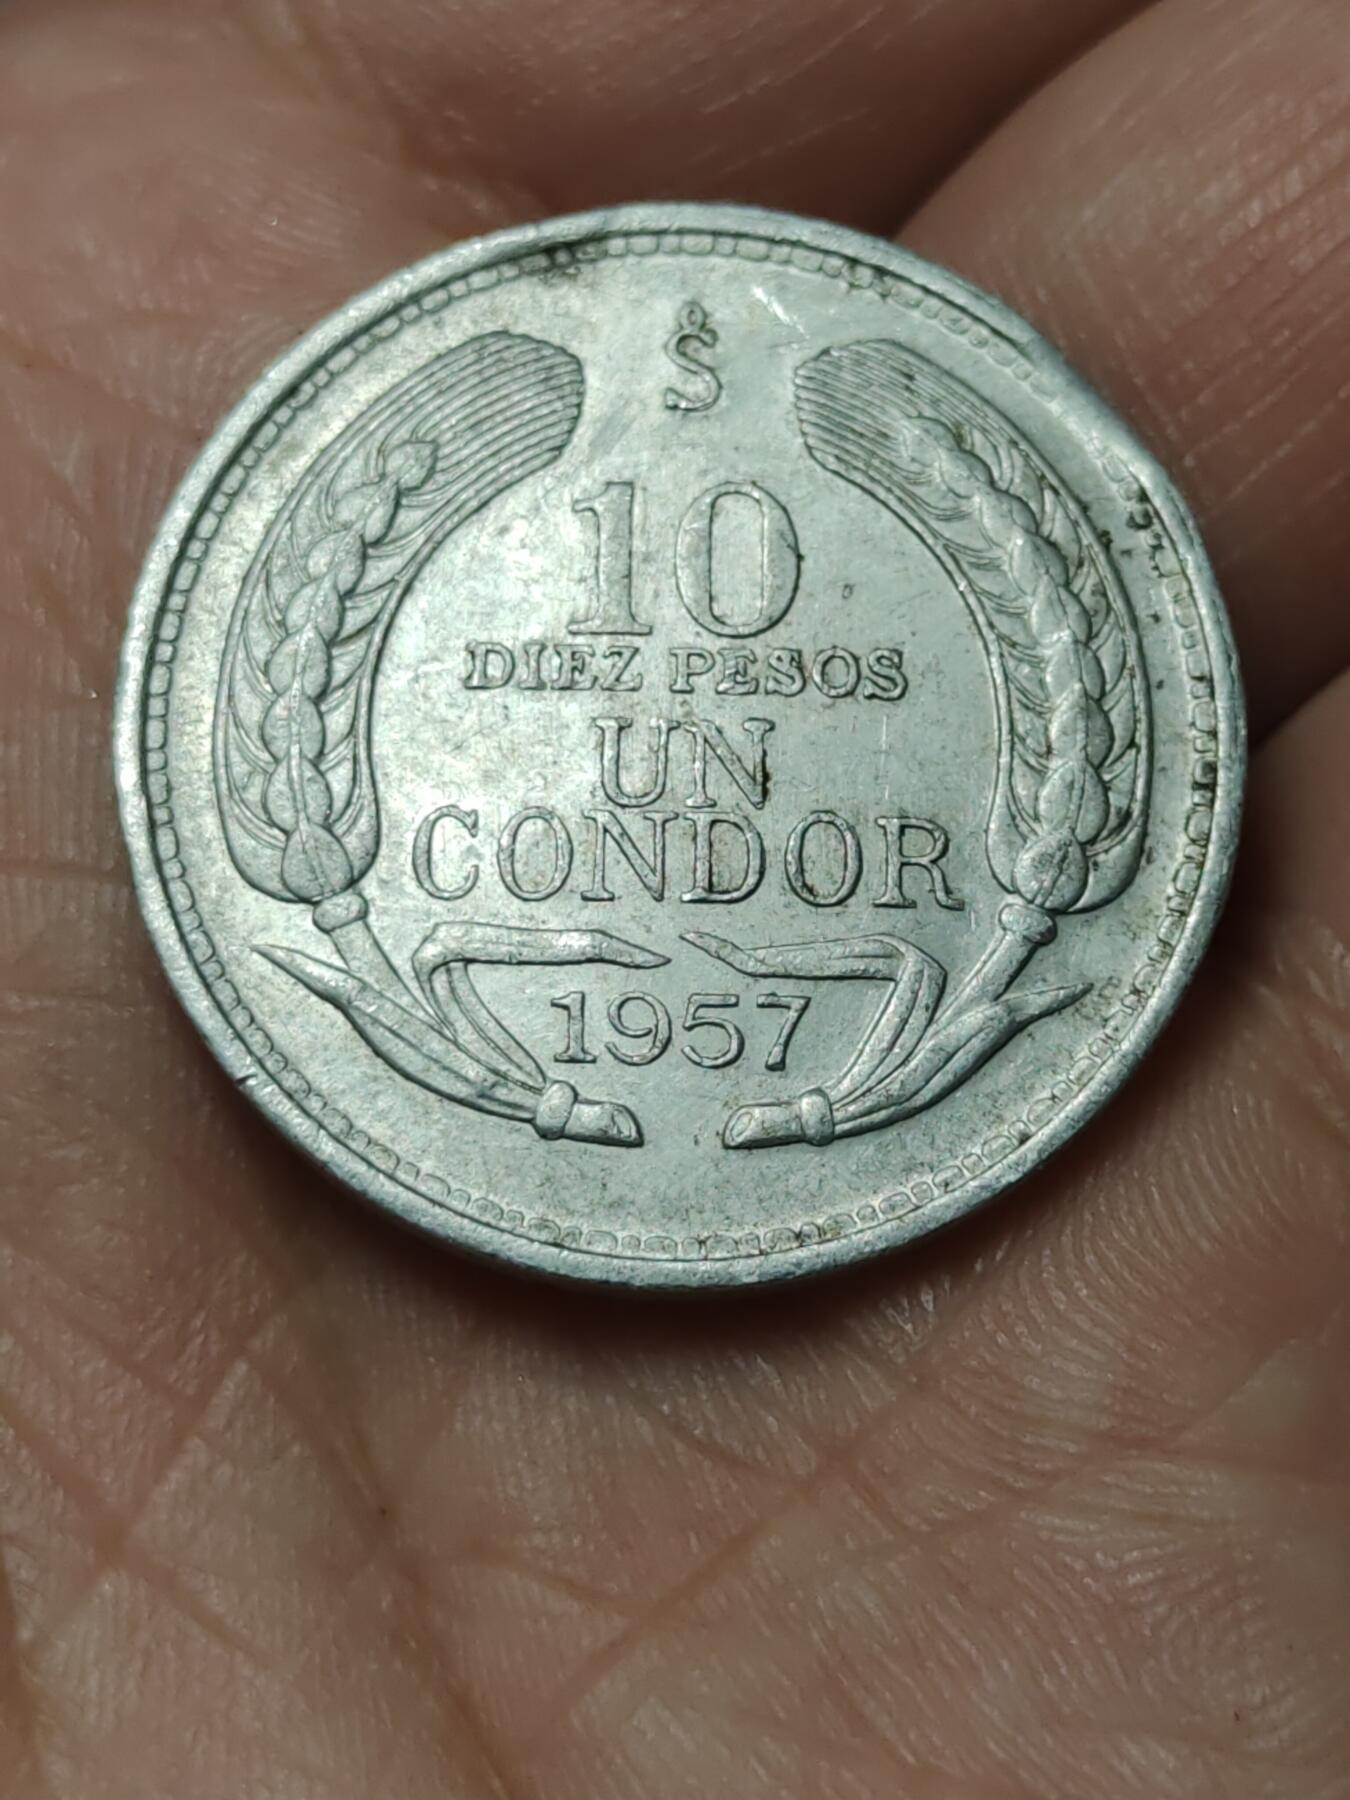 S̊
10
DIEZ PESOS
UN
CONDOR
1957